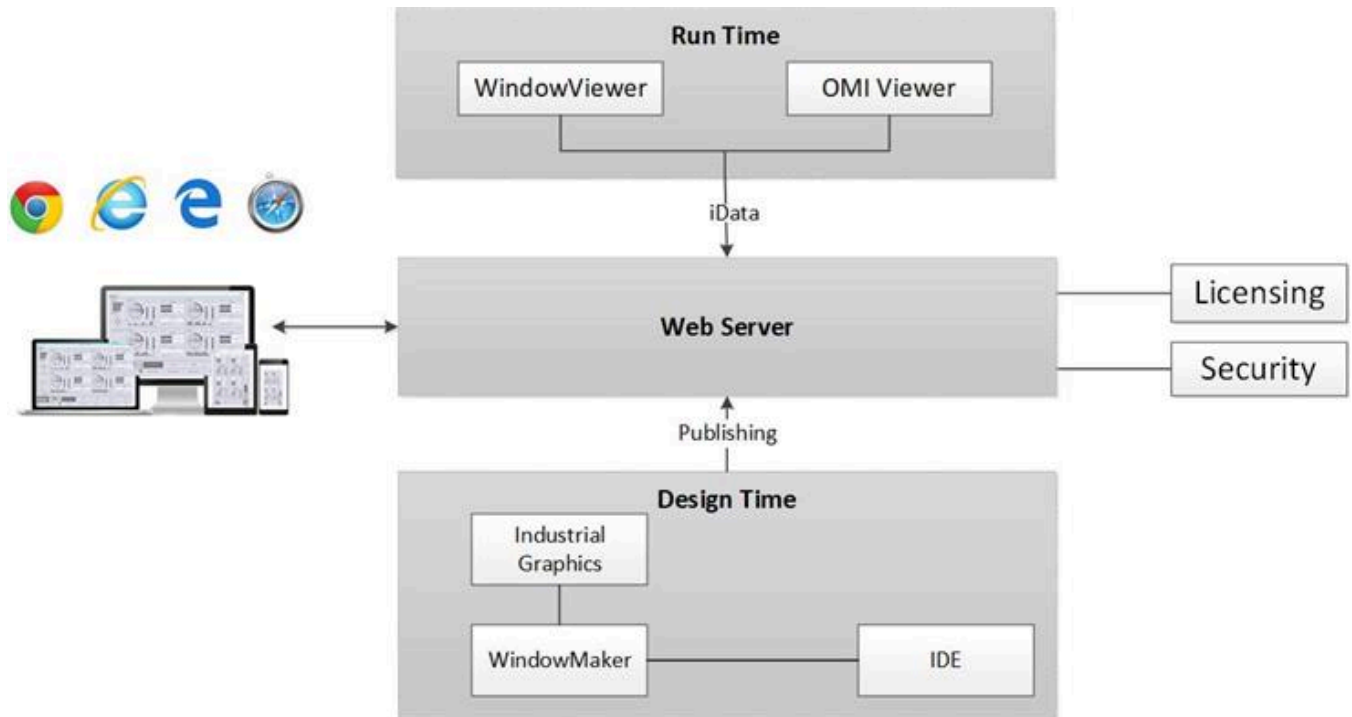 Run Time
WindowViewer
OMI Viewer
iData
Web Server
Licensing
Security
Publishing
Design Time
Industrial
Graphics
WindowMaker
IDE